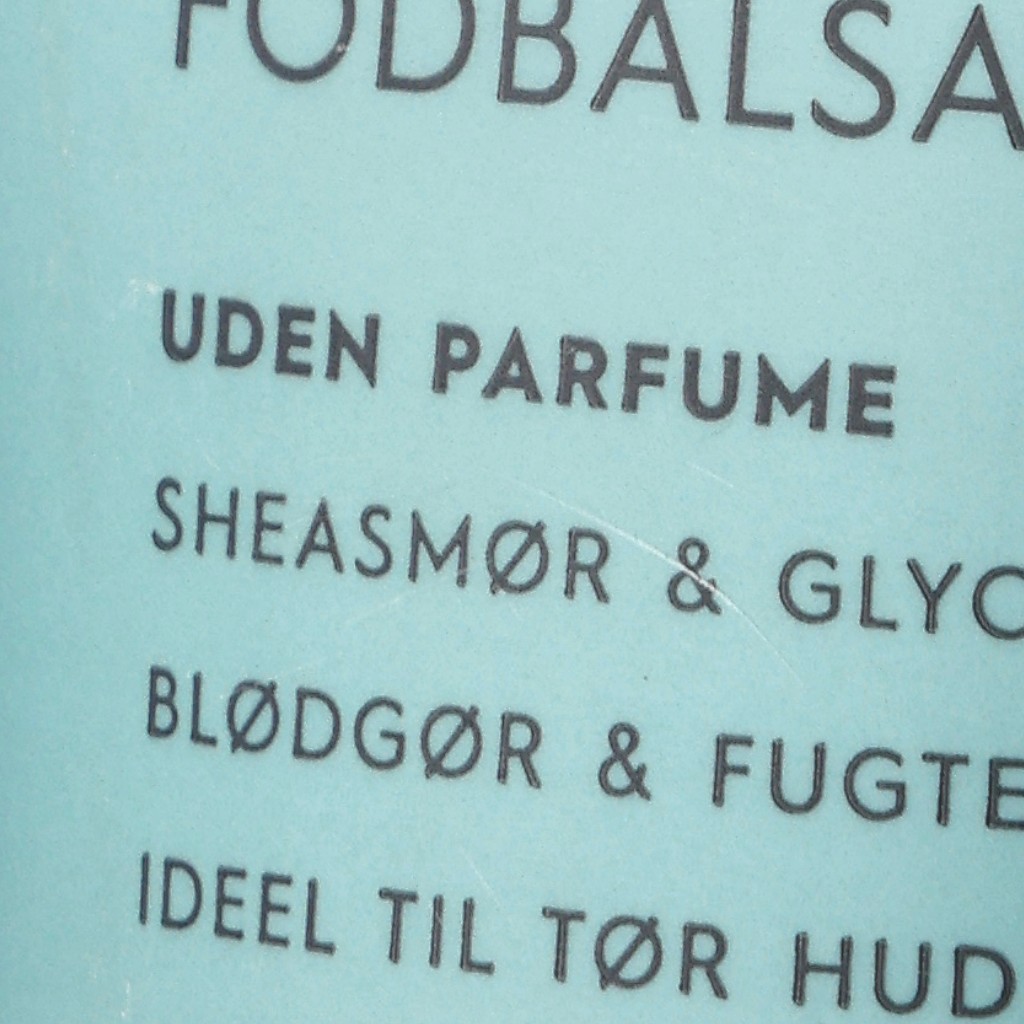 FODBALSA
UDEN PARFUME
SHEASMØR & GLYC
BLØDGØR & FUGTE
IDEEL TIL TØR HUD